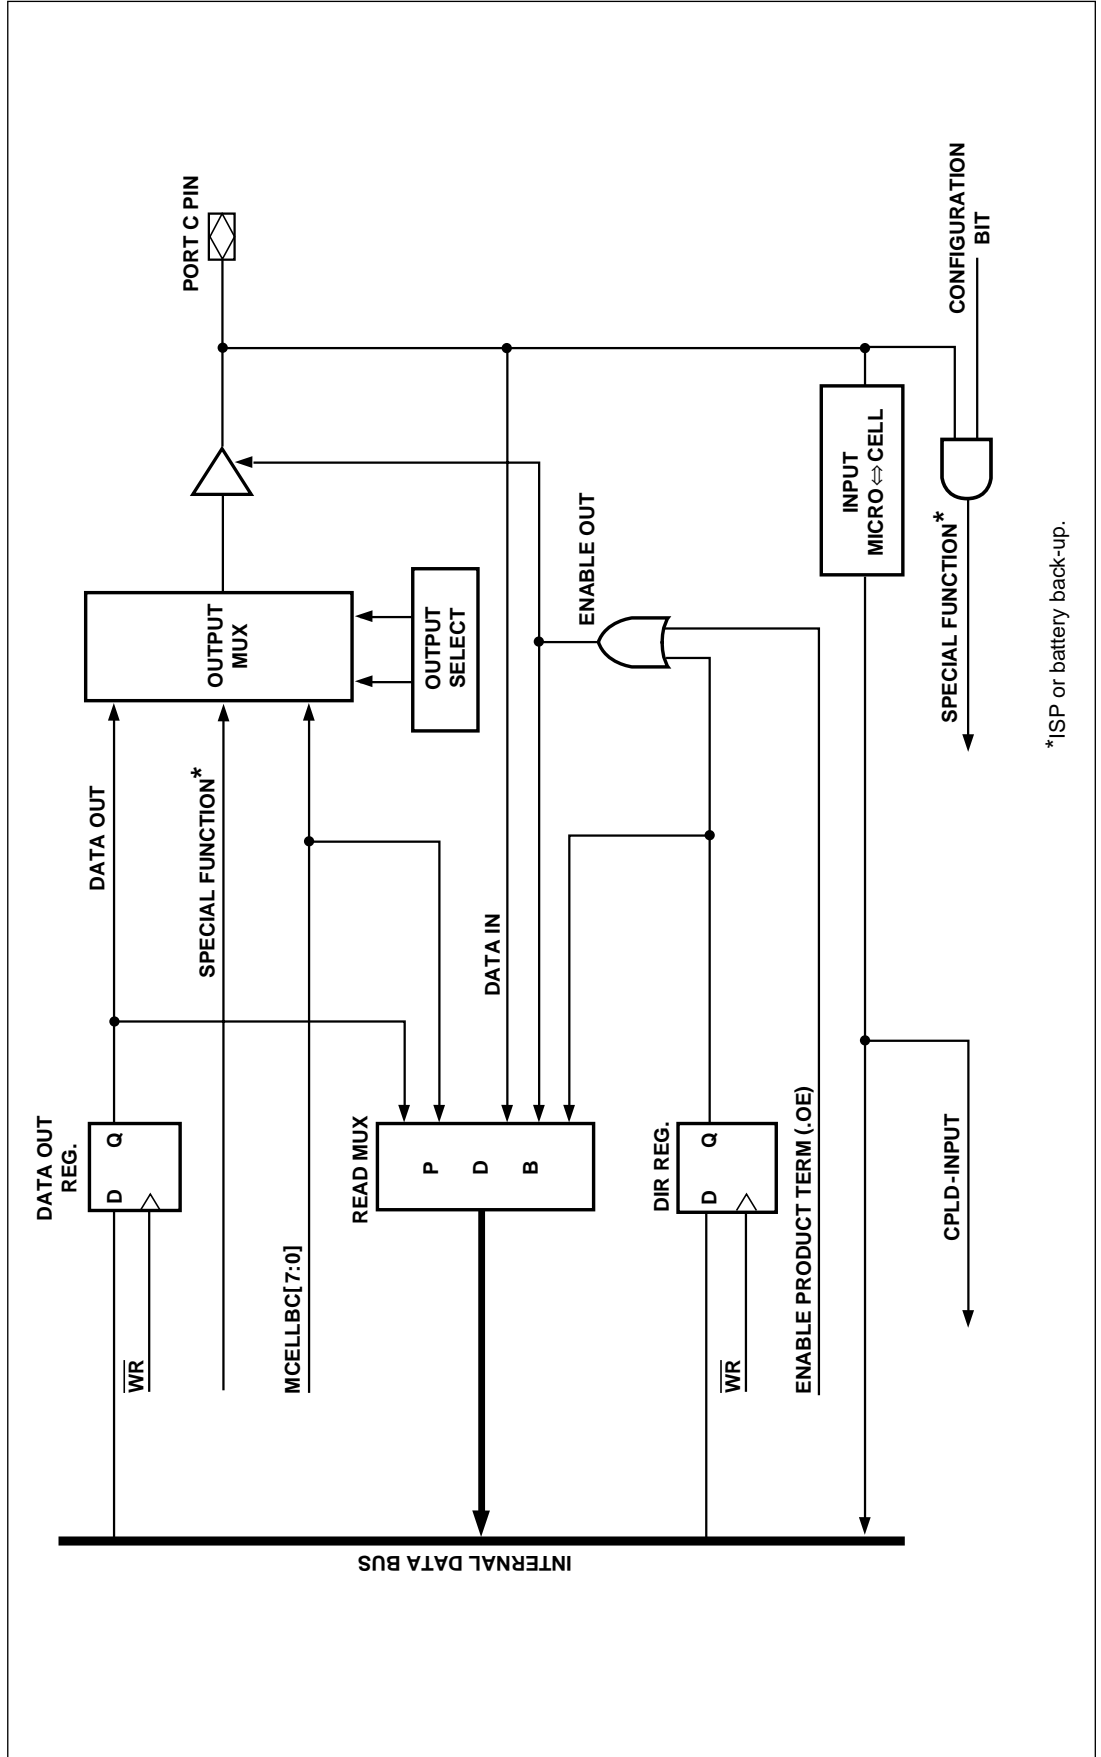 DATA OUT
REG.
D
Q
WR
DATA OUT
SPECIAL FUNCTION*
MCELLBC[7:0]
OUTPUT
MUX
PORT C PIN
OUTPUT
SELECT
READ MUX
P
D
B
DATA IN
ENABLE OUT
DIR REG.
D
Q
WR
ENABLE PRODUCT TERM (.OE)
INPUT
MICRO⇔CELL
CPLD-INPUT
SPECIAL FUNCTION*
CONFIGURATION
BIT
INTERNAL DATA BUS
*ISP or battery back-up.